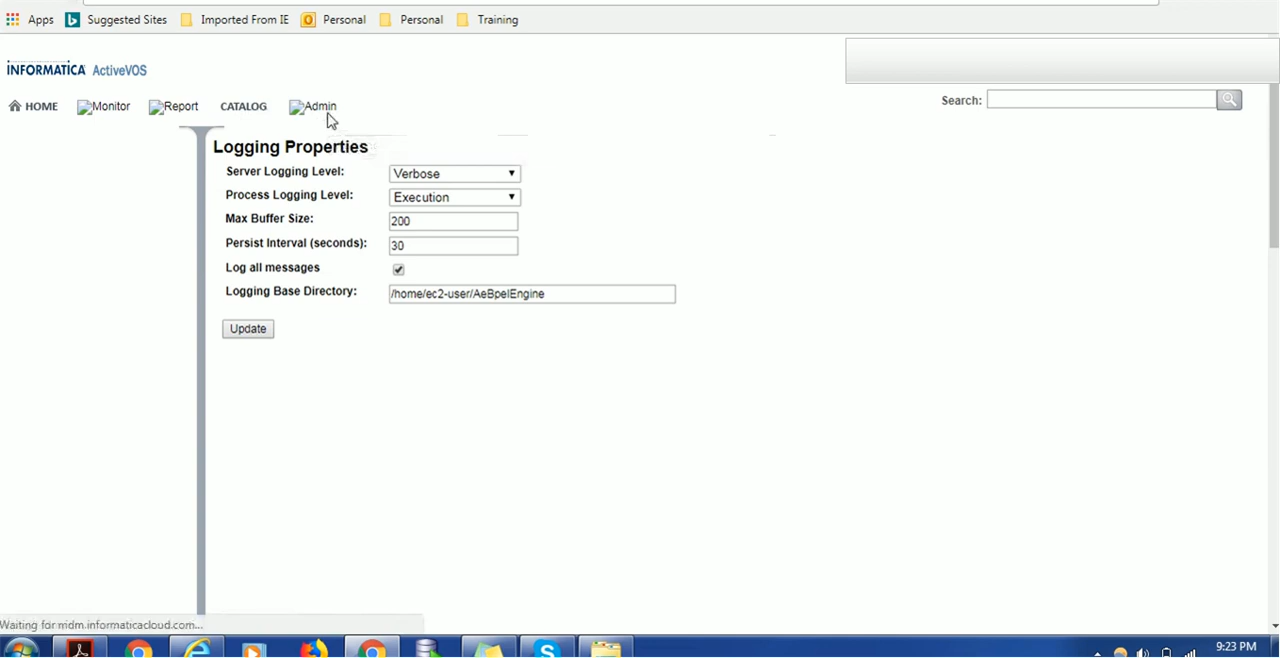 Apps Suggested Sites Imported From IE Personal Personal Training
INFORMATICA ActiveVOS
HOME Monitor Report CATALOG Admin Search:
Logging Properties
Server Logging Level: Verbose
Process Logging Level: Execution
Max Buffer Size: 200
Persist Interval (seconds): 30
Log all messages
Logging Base Directory: /home/ec2-user/AeBpelEngine
Update
Waiting for midm.informaticacloud.com...
9:23 PM